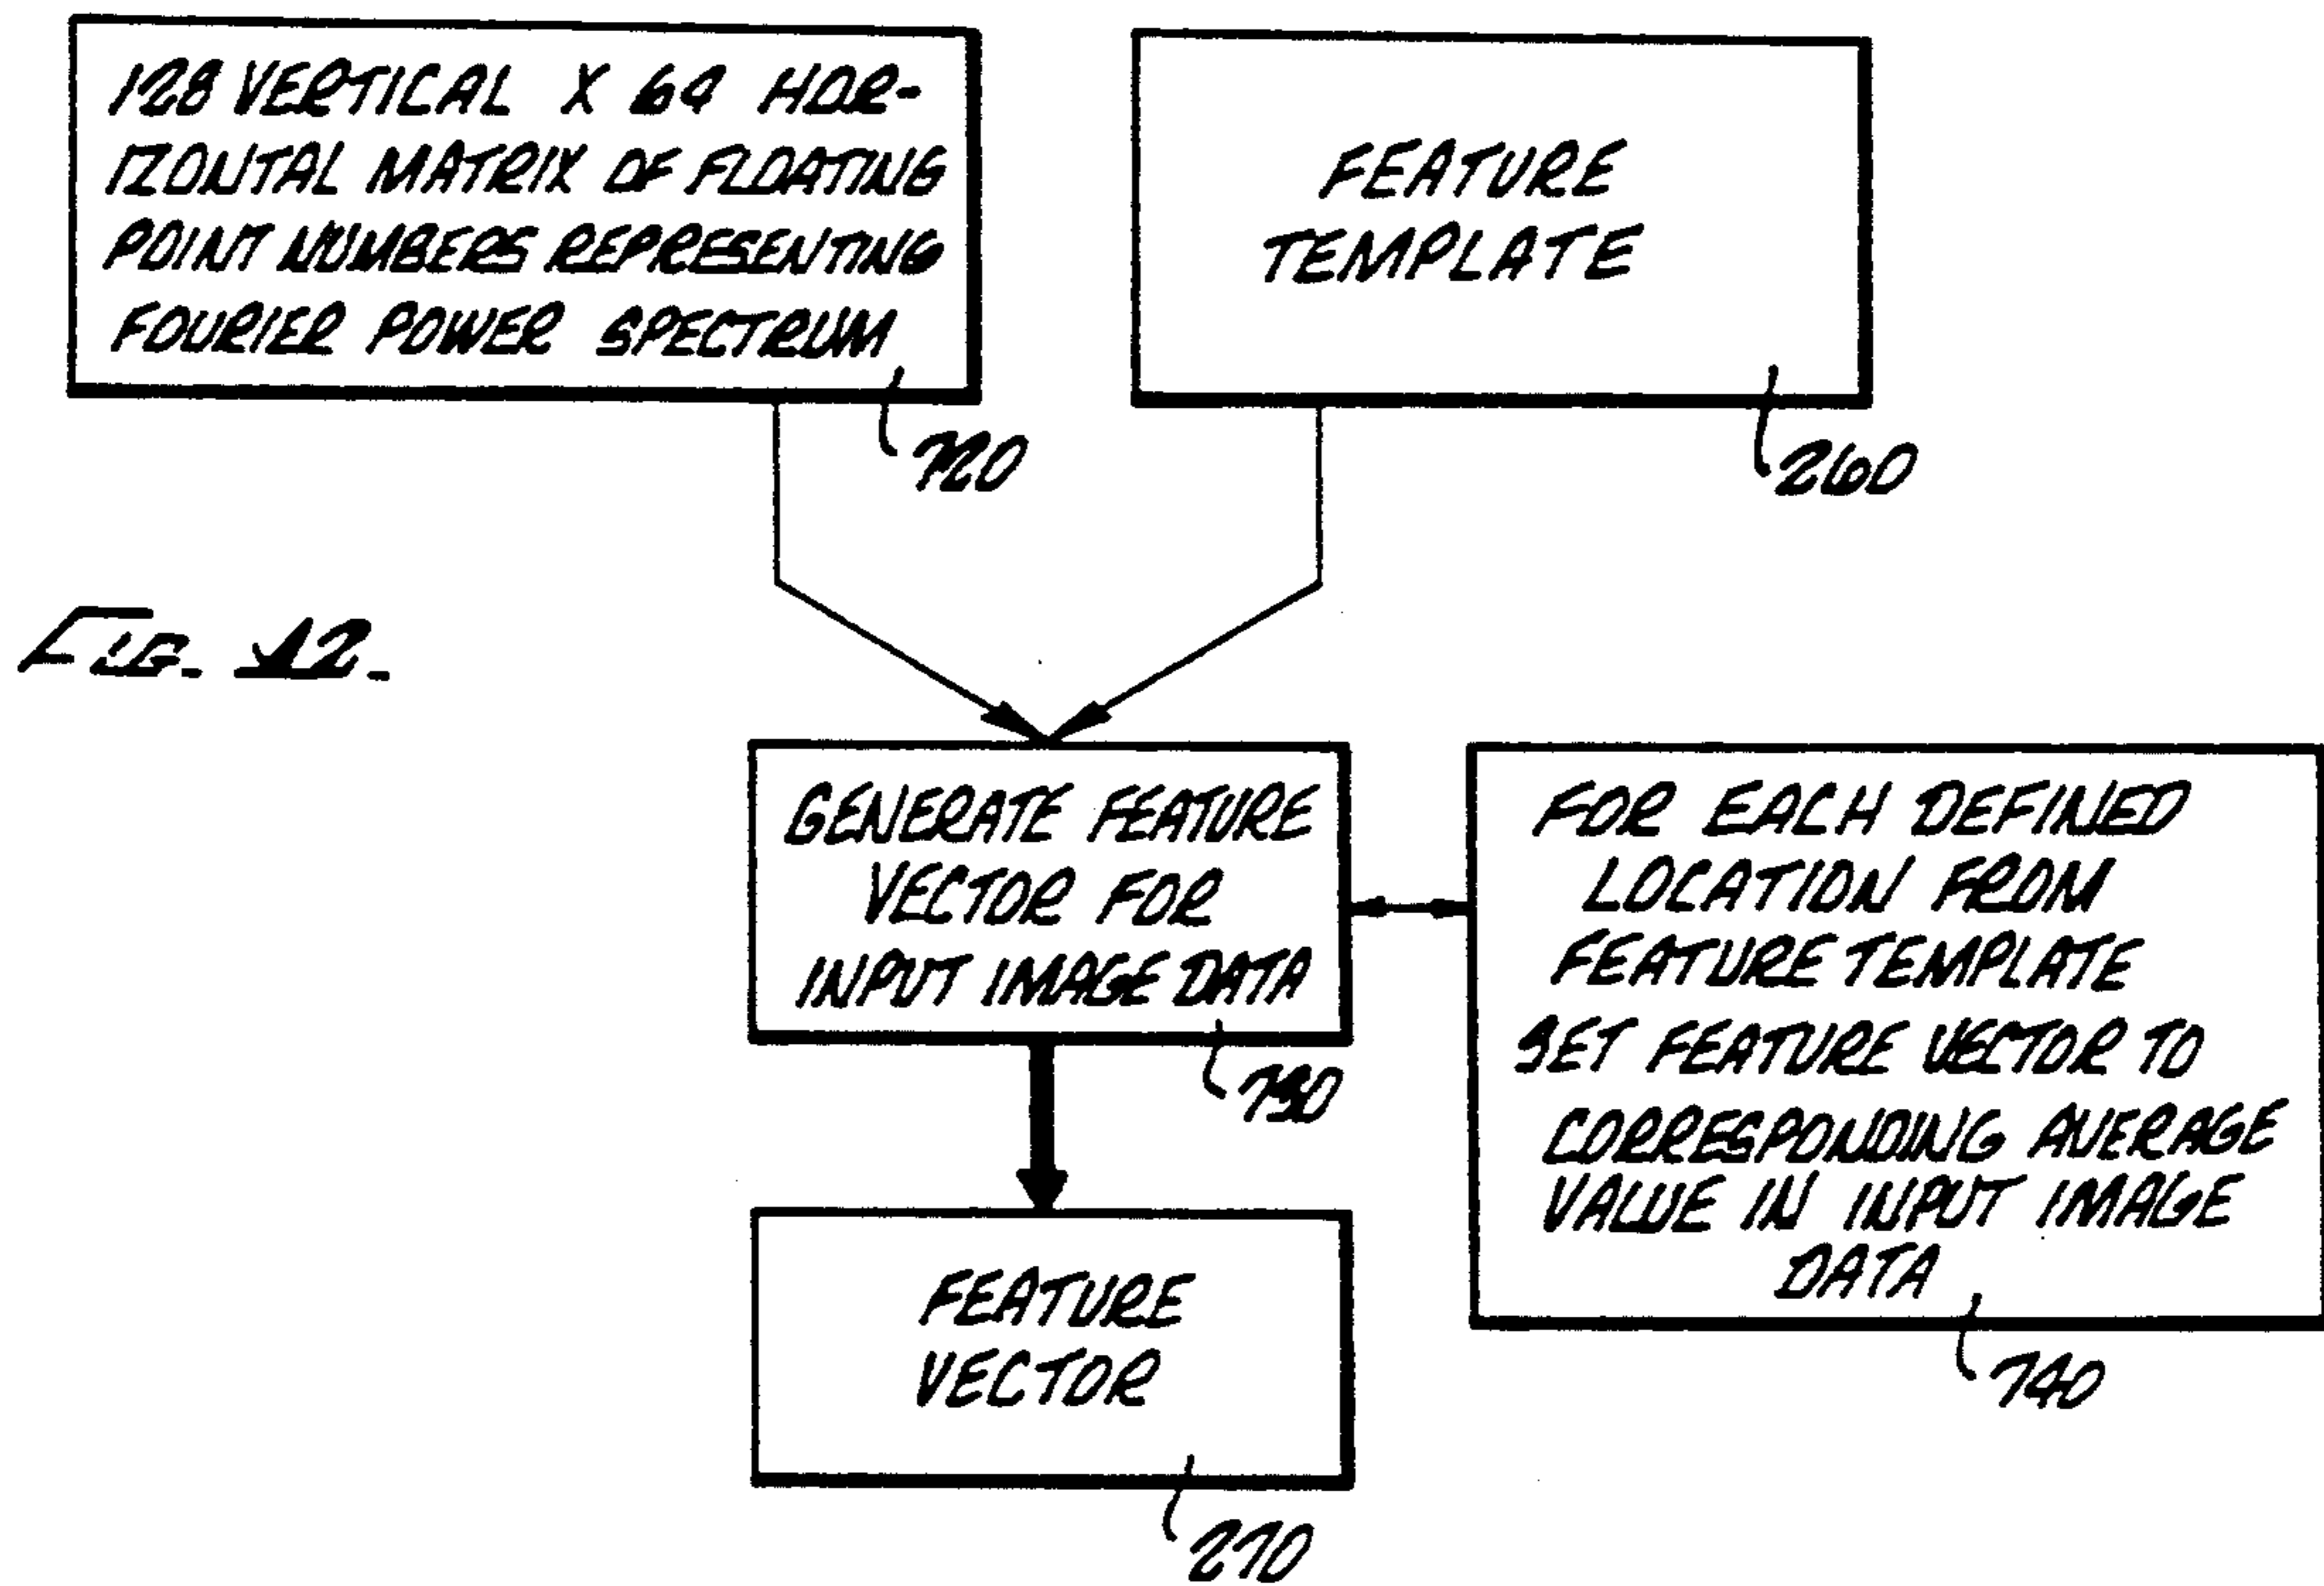 128 VERTICAL X 64 HOR-
IZONTAL MATRIX OF FLOATING
POINT NUMBERS REPRESENTING
FOURIER POWER SPECTRUM
720
FEATURE
TEMPLATE
260
FIG. 12.
GENERATE FEATURE
VECTOR FOR
INPUT IMAGE DATA
730
FOR EACH DEFINED
LOCATION FROM
FEATURE TEMPLATE
SET FEATURE VECTOR TO
CORRESPONDING AVERAGE
VALUE IN INPUT IMAGE
DATA
740
FEATURE
VECTOR
270